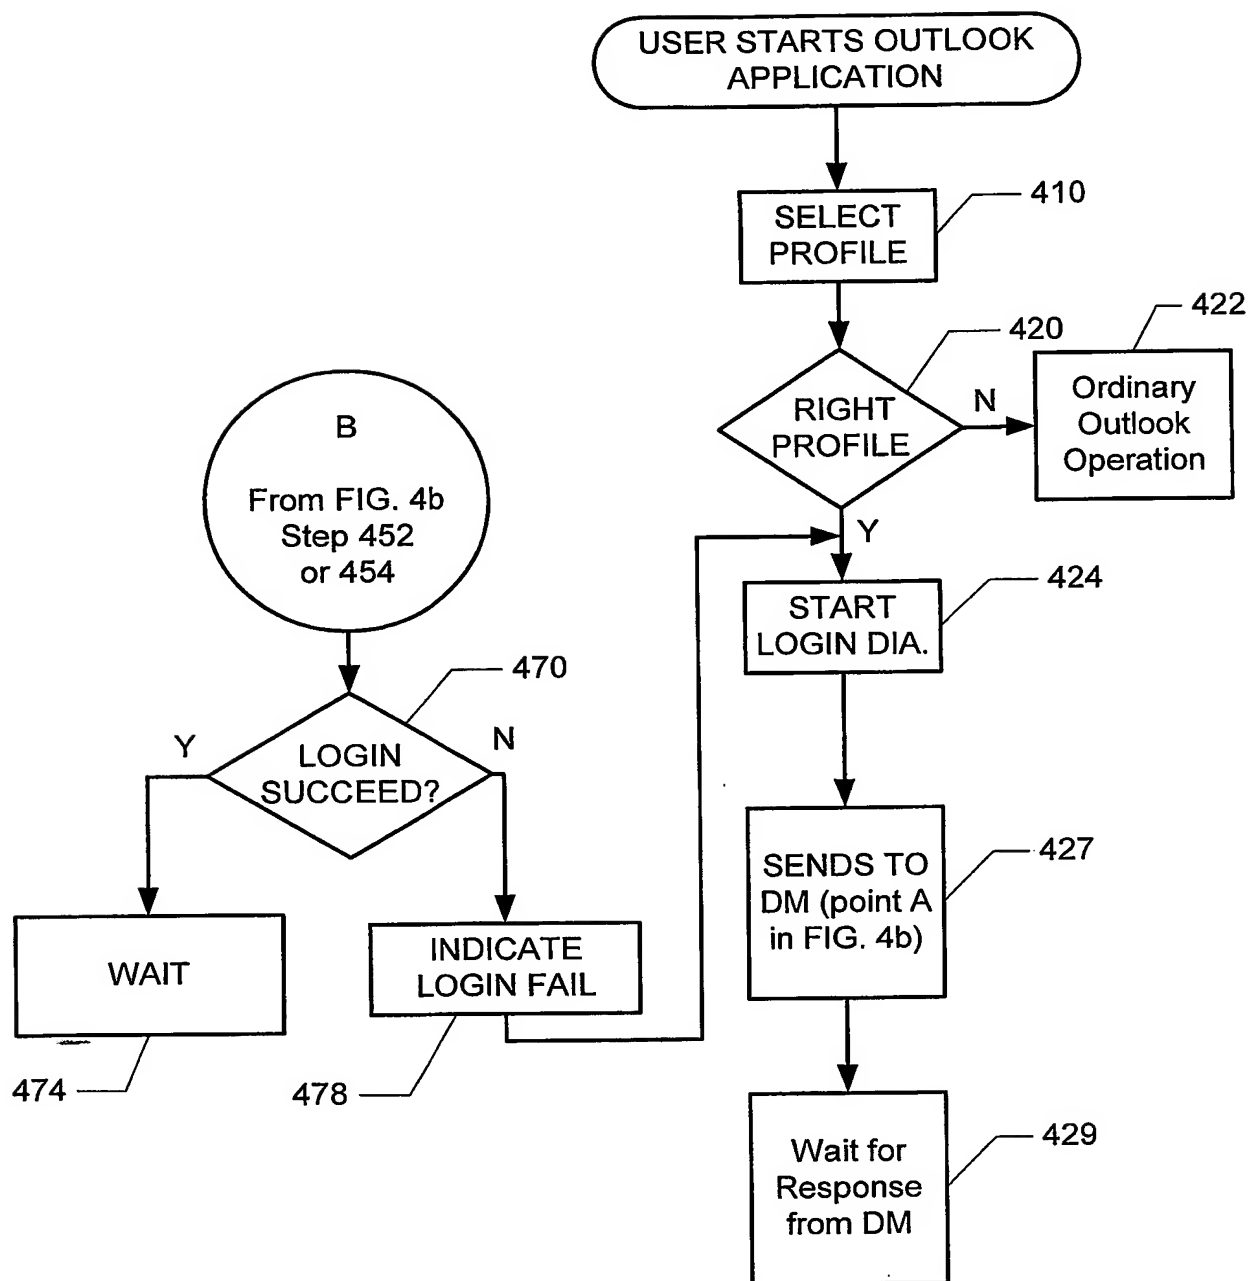 USER STARTS OUTLOOK
APPLICATION
410
SELECT
PROFILE
422
420
Ordinary
Outlook
Operation
N
RIGHT
PROFILE
B
From FIG. 4b
Step 452
or 454
Y
424
START
LOGIN DIA.
470
Y
N
LOGIN
SUCCEED?
427
SENDS TO
DM (point A
in FIG. 4b)
WAIT
INDICATE
LOGIN FAIL
474
478
429
Wait for
Response
from DM